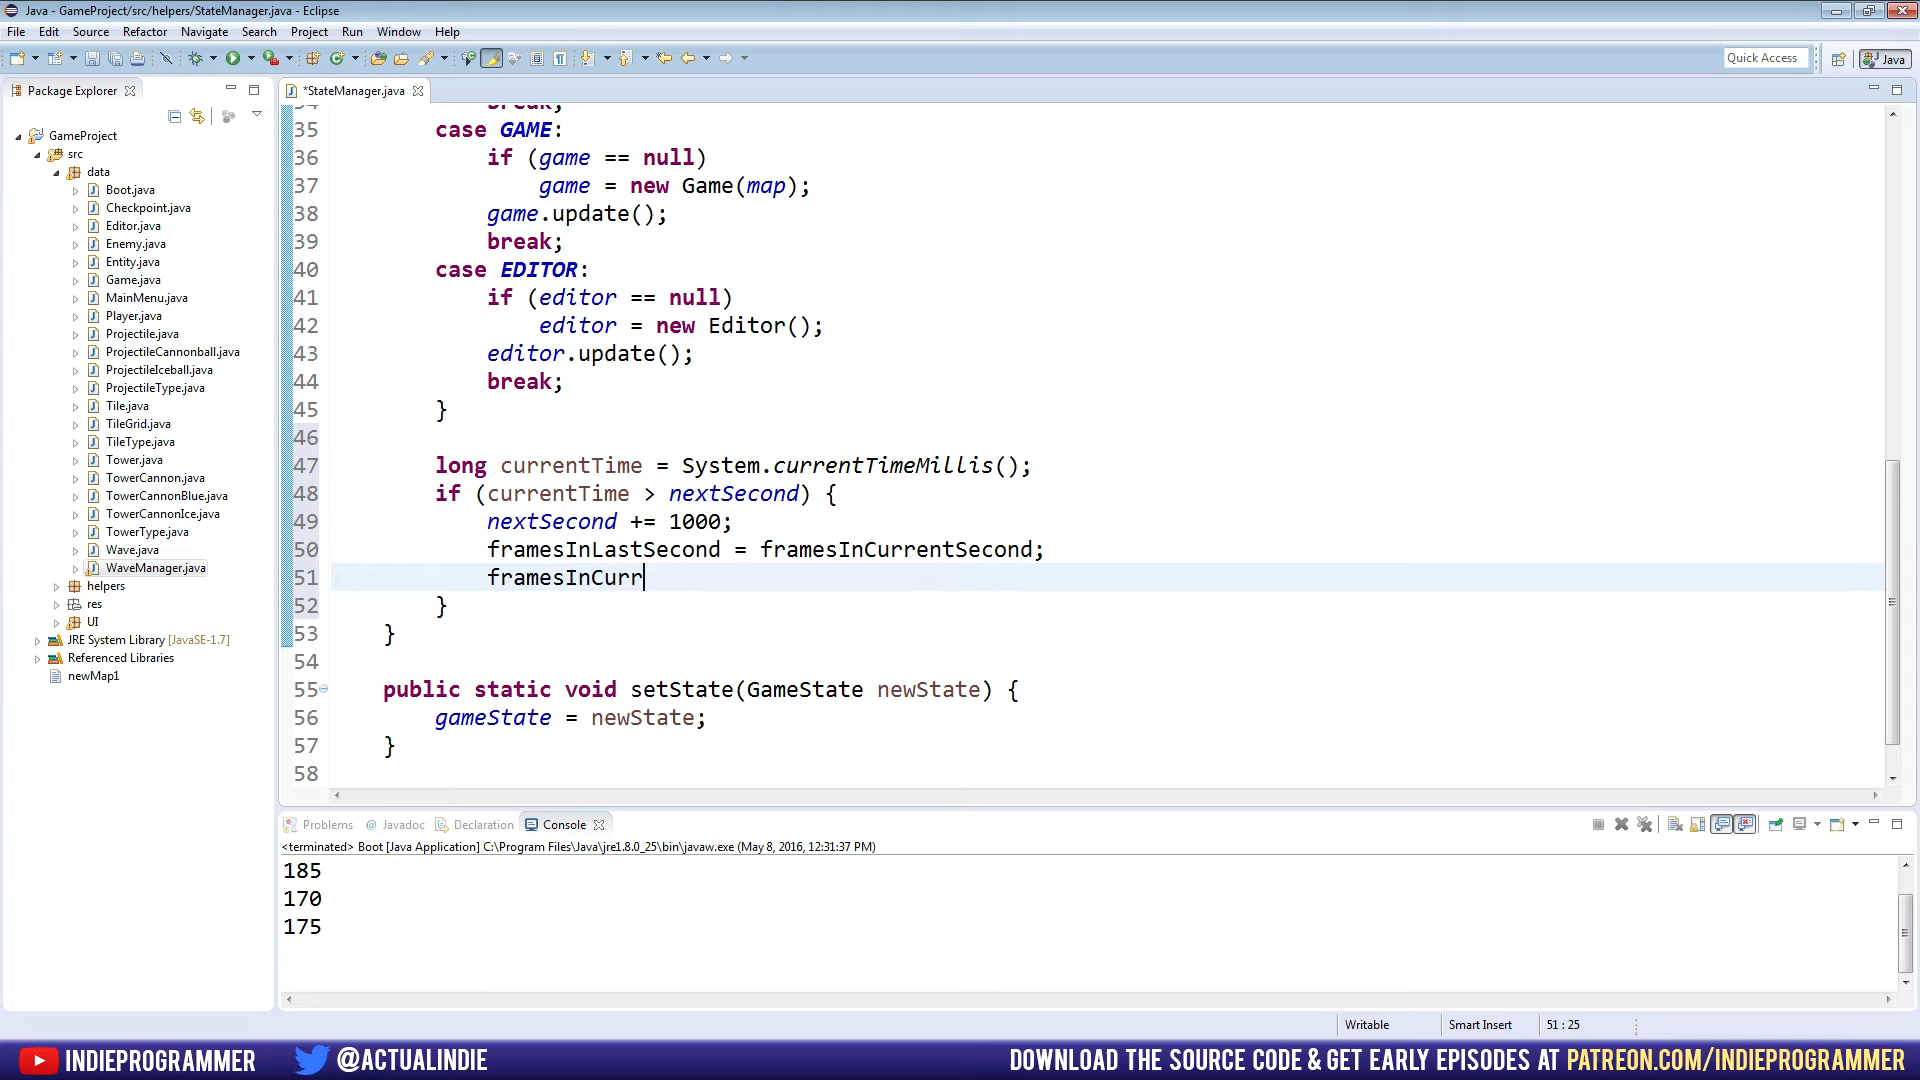 Java - GameProject/src/helpers/StateManager.java - Eclipse
File Edit Source Refactor Navigate Search Project Run Window Help
Quick Access Java
Package Explorer
*StateManager.java
GameProject
src
data
Boot.java
Checkpoint.java
Editor.java
Enemy.java
Entity.java
Game.java
MainMenu.java
Player.java
Projectile.java
ProjectileCannonball.java
ProjectileIceball.java
ProjectileType.java
Tile.java
TileGrid.java
TileType.java
Tower.java
TowerCannon.java
TowerCannonBlue.java
TowerCannonIce.java
TowerType.java
Wave.java
WaveManager.java
helpers
res
UI
JRE System Library [JavaSE-1.7]
Referenced Libraries
newMap1
34 break;
35 case GAME:
36 if (game == null)
37 game = new Game(map);
38 game.update();
39 break;
40 case EDITOR:
41 if (editor == null)
42 editor = new Editor();
43 editor.update();
44 break;
45 }
46
47 long currentTime = System.currentTimeMillis();
48 if (currentTime > nextSecond) {
49 nextSecond += 1000;
50 framesInLastSecond = framesInCurrentSecond;
51 framesInCurr
52 }
53 }
54
55 public static void setState(GameState newState) {
56 gameState = newState;
57 }
58
Problems @ Javadoc Declaration Console
<terminated> Boot [Java Application] C:\Program Files\Java\jre1.8.0_25\bin\javaw.exe (May 8, 2016, 12:31:37 PM)
185
170
175
Writable Smart Insert 51 : 25
INDIEPROGRAMMER @ACTUALINDIE DOWNLOAD THE SOURCE CODE & GET EARLY EPISODES AT PATREON.COM/INDIEPROGRAMMER